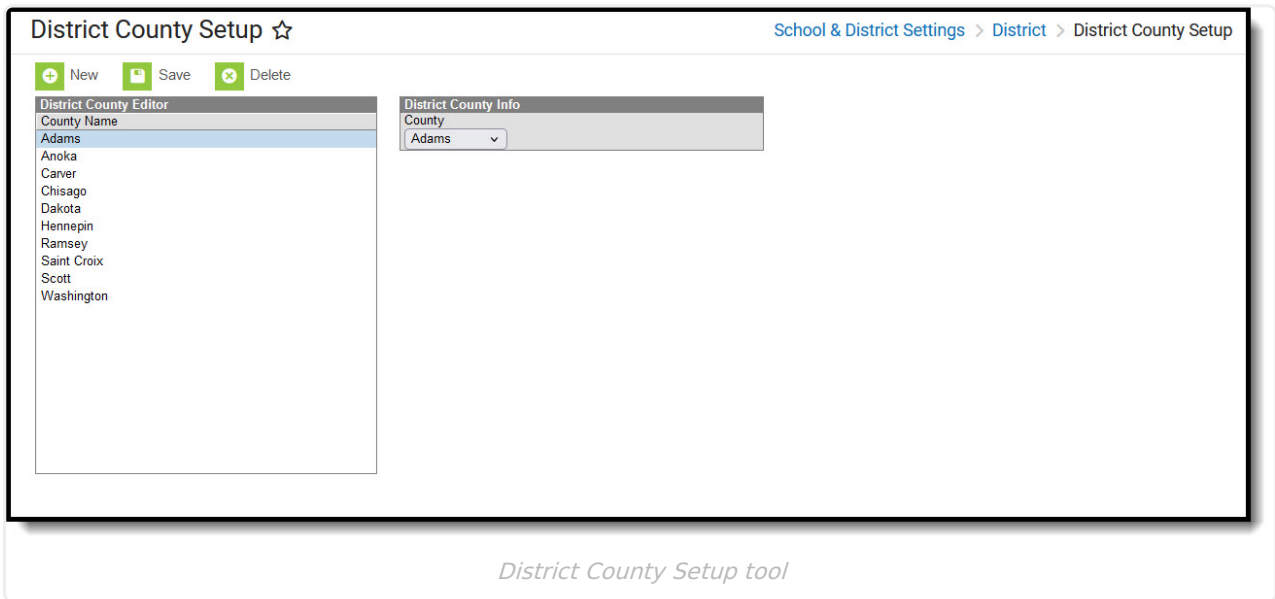 District County Setup
School & District Settings > District > District County Setup
New Save Delete
District County Editor
County Name
Adams
Anoka
Carver
Chisago
Dakota
Hennepin
Ramsey
Saint Croix
Scott
Washington
District County Info
County
Adams
District County Setup tool